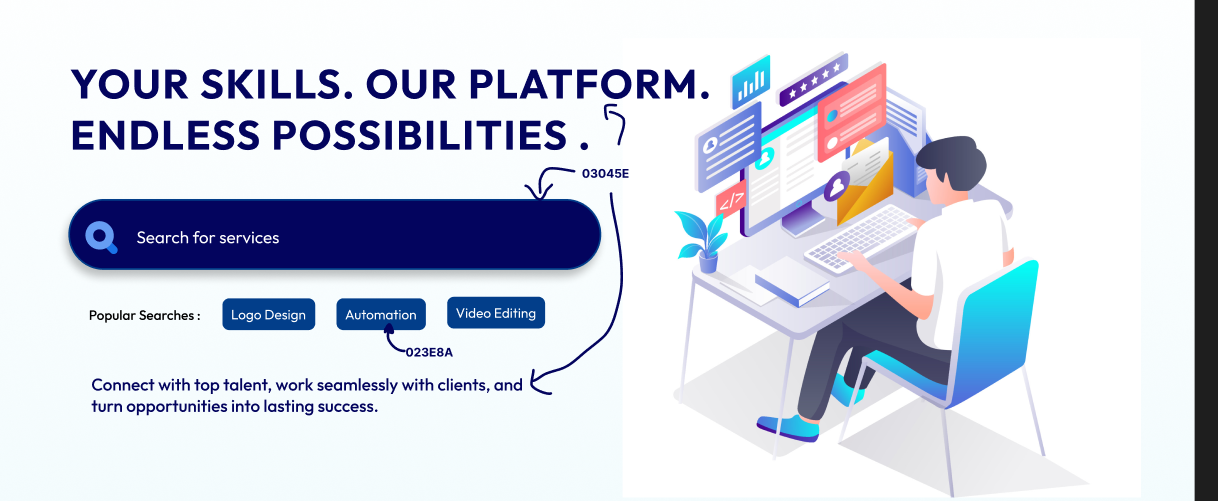 YOUR SKILLS. OUR PLATFORM.
ENDLESS POSSIBILITIES .
03045E
</>
Search for services
Popular Searches :
Logo Design
Automation
Video Editing
023E8A
Connect with top talent, work seamlessly with clients, and
turn opportunities into lasting success.